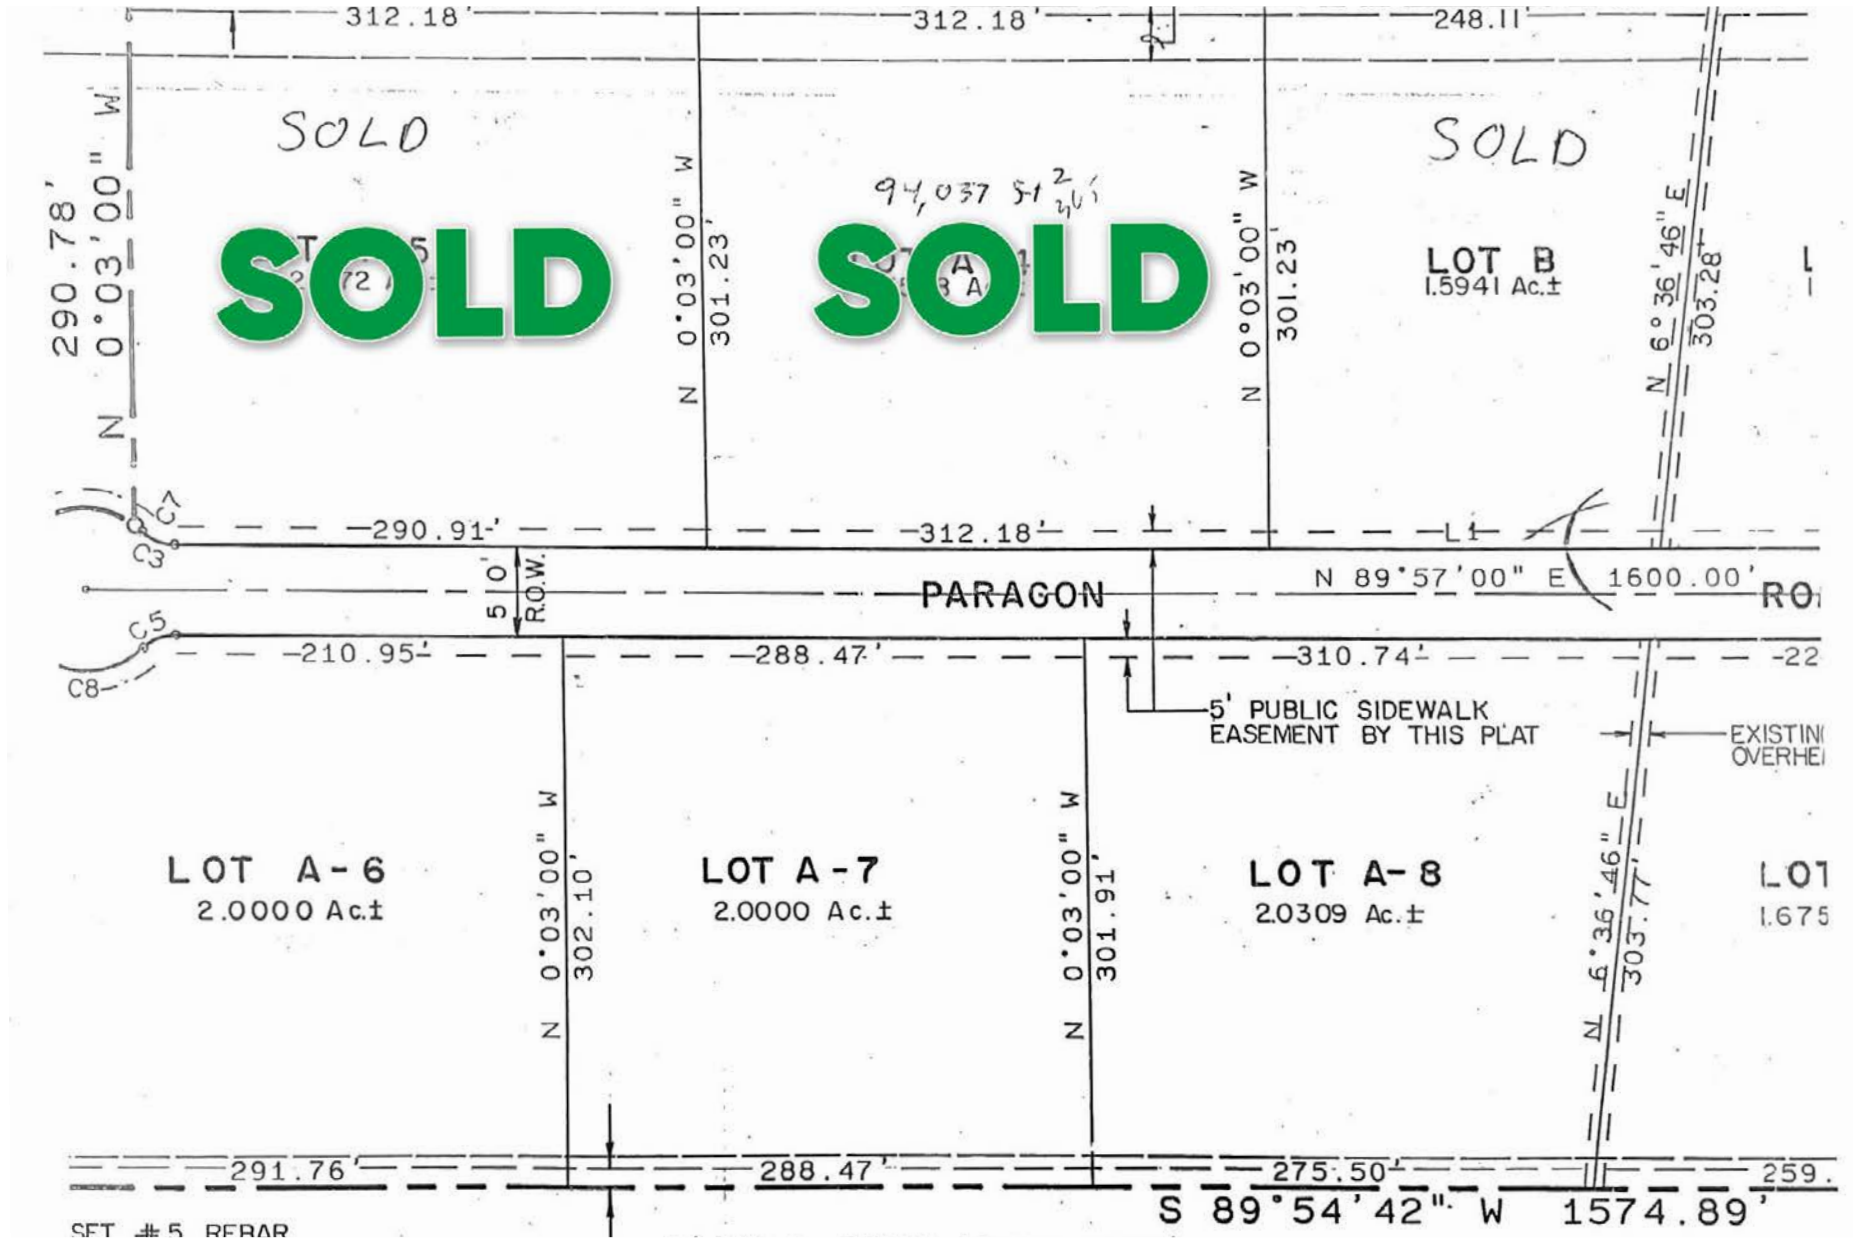 312.18'
312.18'
248.11'
SOLD
SOLD
94,037
SOLD
SOLD
LOT B
1.5941 Ac.±
290.78'
N 0°03'00" W
N 0°03'00" W
301.23'
N 0°03'00" W
301.23'
N 6°36'46" E
303.28'
C7
C3
290.91'
312.18'
L1
50'
R.O.W.
PARAGON
N 89°57'00" E 1600.00'
C5
C8
210.95'
288.47'
310.74'
22
5' PUBLIC SIDEWALK
EASEMENT BY THIS PLAT
LOT A-6
2.0000 Ac.±
N 0°03'00" W
302.10'
LOT A-7
2.0000 Ac.±
N 0°03'00" W
301.91'
LOT A-8
2.0309 Ac.±
N 6°36'46" E
303.77'
LOT
1.675
291.76'
288.47'
275.50'
259.
S 89°54'42" W 1574.89'
SET #5 REBAR